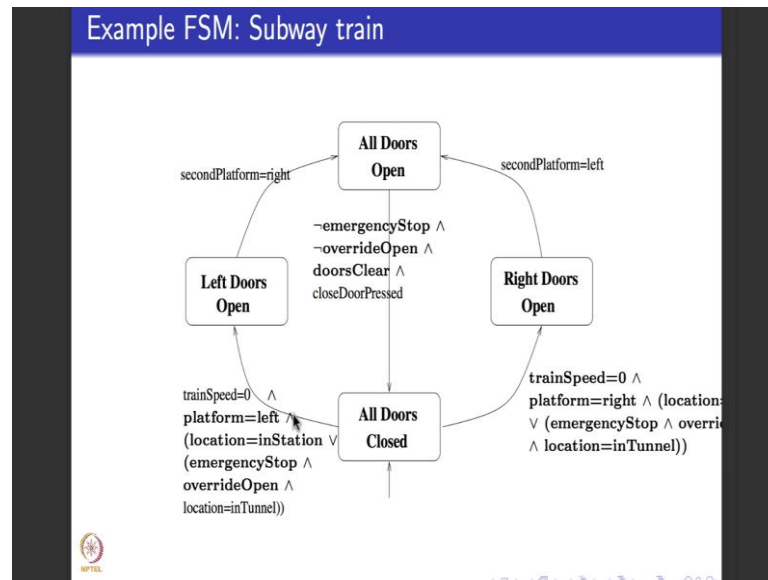 Example FSM: Subway train
All Doors
Open
secondPlatform=right
secondPlatform=left
¬emergencyStop ∧
¬overrideOpen ∧
doorsClear ∧
closeDoorPressed
Left Doors
Open
Right Doors
Open
trainSpeed=0 ∧
platform=left ∧
(location=inStation ∨
(emergencyStop ∧
overrideOpen ∧
location=inTunnel))
All Doors
Closed
trainSpeed=0 ∧
platform=right ∧ (location=
∨ (emergencyStop ∧ overri
∧ location=inTunnel))
NPTEL